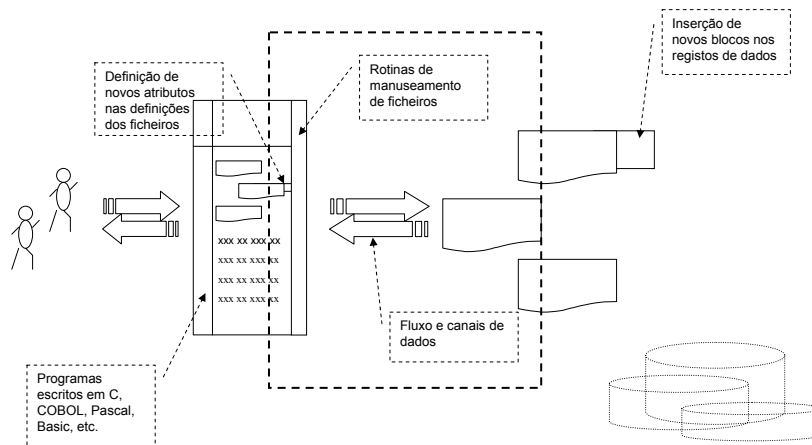 Inserção de
novos blocos nos
registos de dados
Definição de
novos atributos
nas definições
dos ficheiros
Rotinas de
manuseamento
de ficheiros
xxx xx xxx xx
xxx xx xxx xx
xxx xx xxx xx
xxx xx xxx xx
Fluxo e canais de
dados
Programas
escritos em C,
COBOL, Pascal,
Basic, etc.